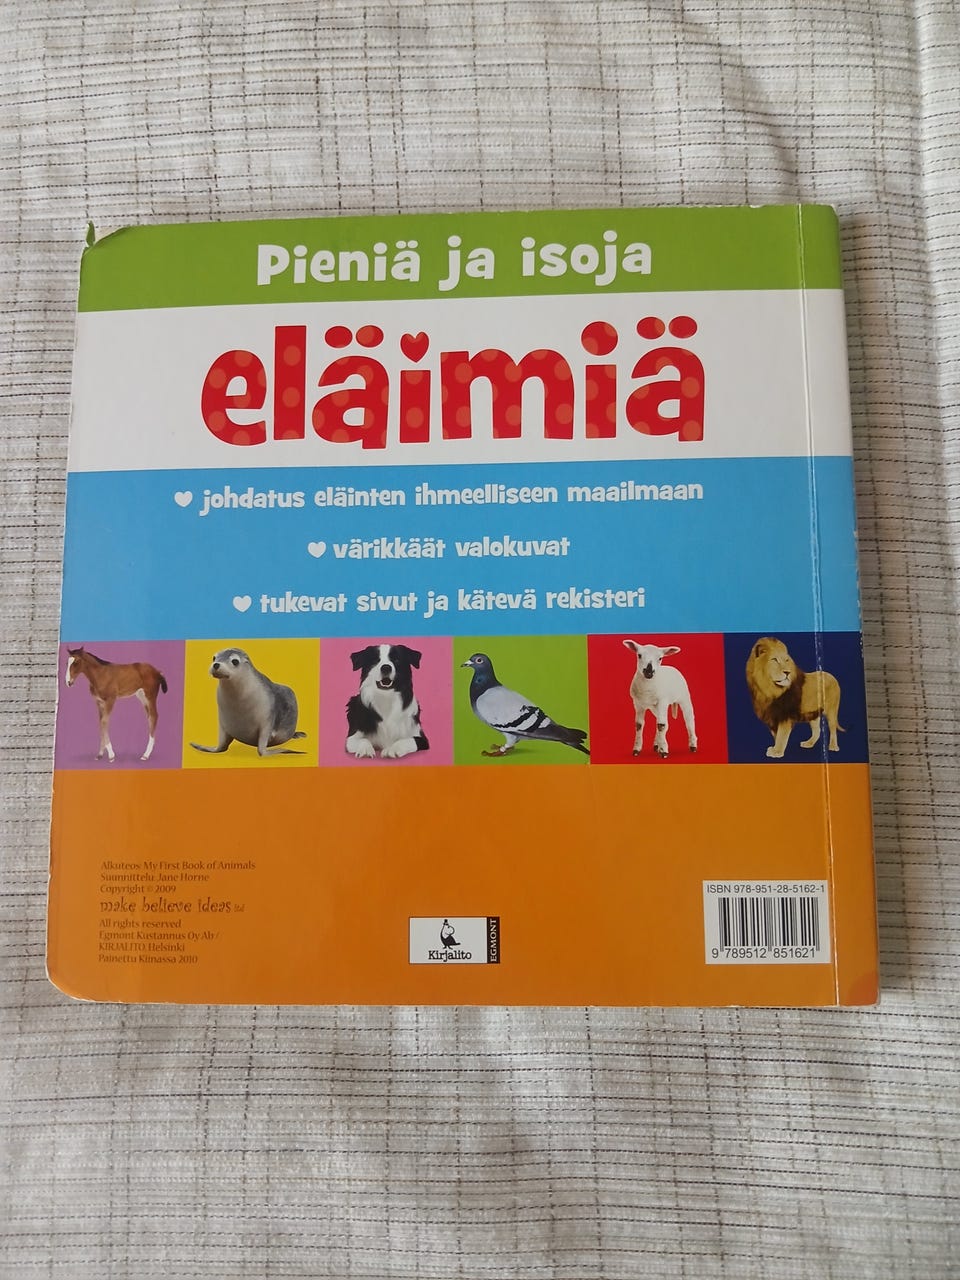 Pieniä ja isoja
eläimiä
johdatus eläinten ihmeelliseen maailmaan
värikkäät valokuvat
tukevat sivut ja kätevä rekisteri
Alkuteos: My First Book of Animals
Suunnittelu: Jane Horne
Copyright © 2009
make believe ideas ltd
All rights reserved
Egmont Kustannus Oy Ab /
KIRJALITO, Helsinki
Painettu Kiinassa 2010
Kirjalito
EGMONT
ISBN 978-951-28-5162-1
9 789512 851621